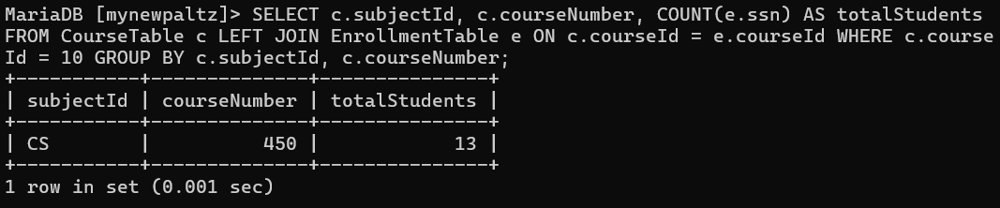 MariaDB [mynewpaltz]> SELECT c.subjectId, c.courseNumber, COUNT(e.ssn) AS totalStudents
FROM CourseTable c LEFT JOIN EnrollmentTable e ON c.courseId = e.courseId WHERE c.course
Id = 10 GROUP BY c.subjectId, c.courseNumber;
+-----------+--------------+---------------+
| subjectId | courseNumber | totalStudents |
+-----------+--------------+---------------+
| CS        |          450 |            13 |
+-----------+--------------+---------------+
1 row in set (0.001 sec)